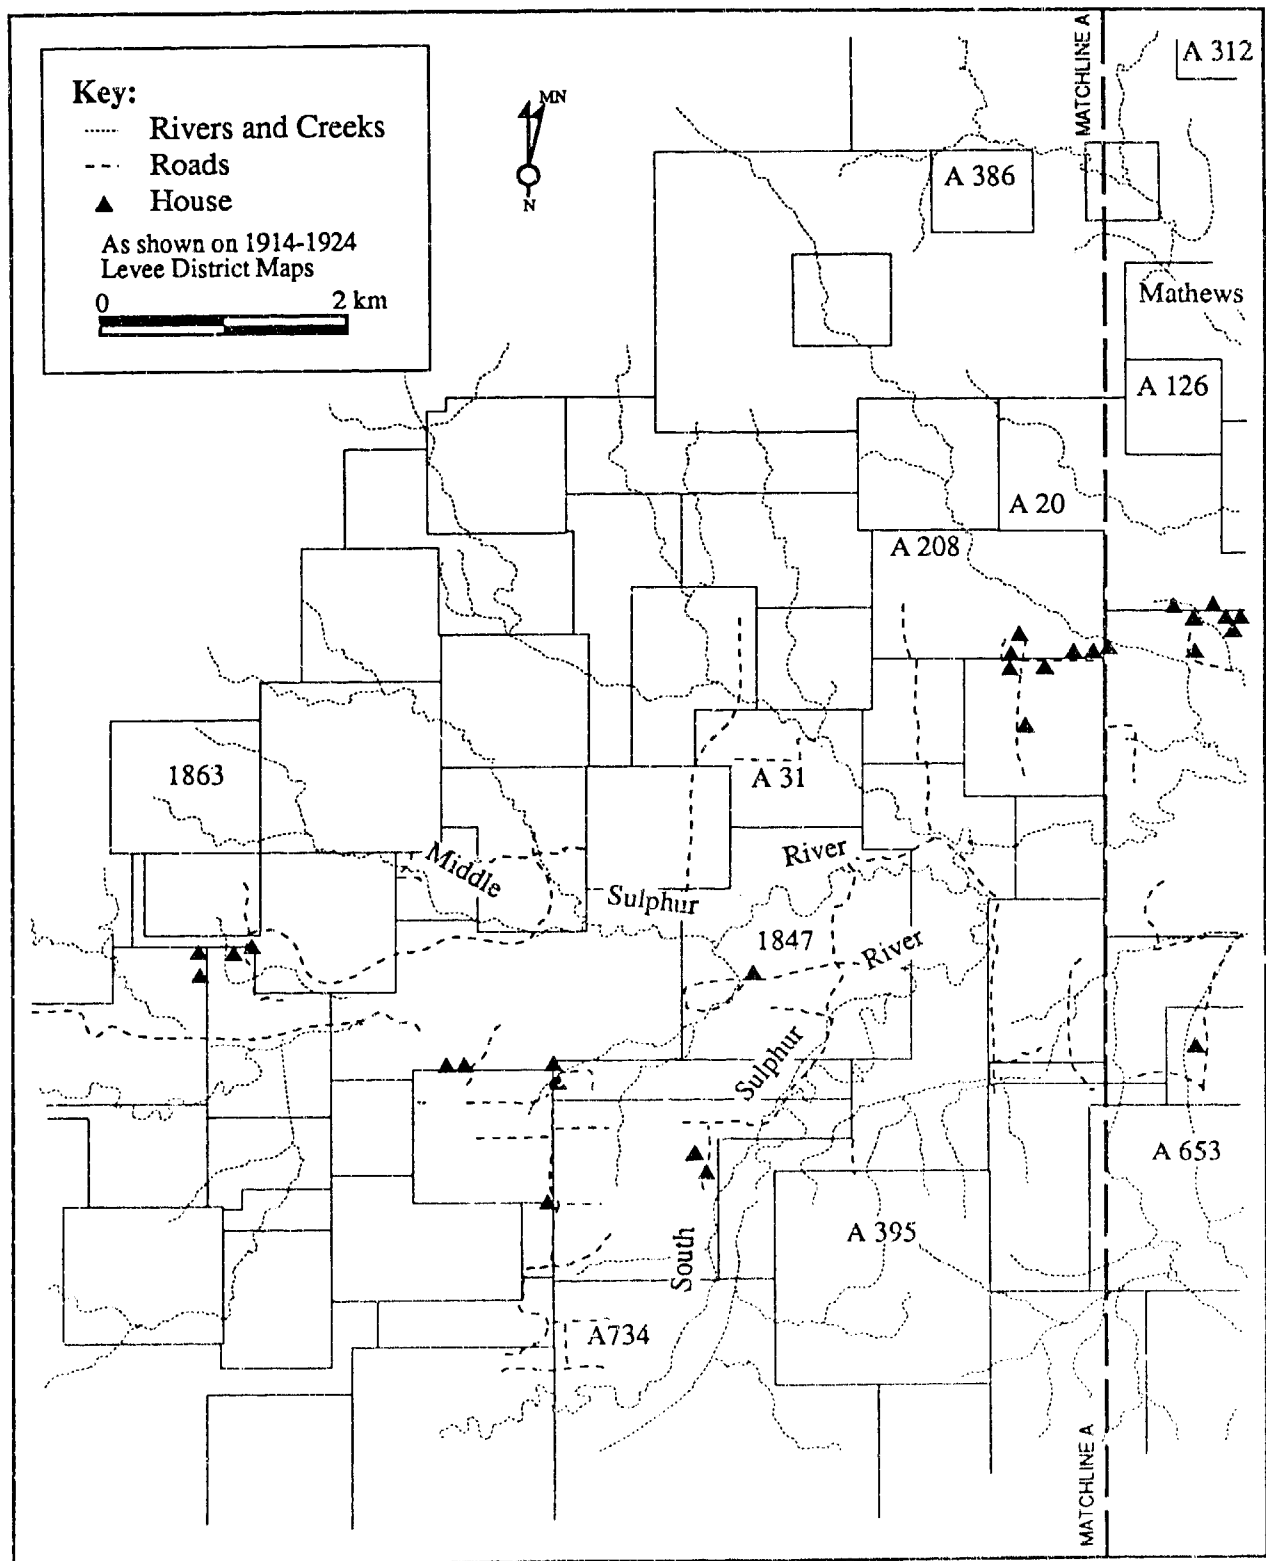 MATCHLINE A
A 312
Key:
Rivers and Creeks
Roads
House
As shown on 1914-1924
Levee District Maps
0 2 km
MN
N
A 386
Mathews
A 126
A 20
A 208
1863
A 31
Middle
Sulphur
River
1847
River
Sulphur
South
A 653
A 395
A734
MATCHLINE A